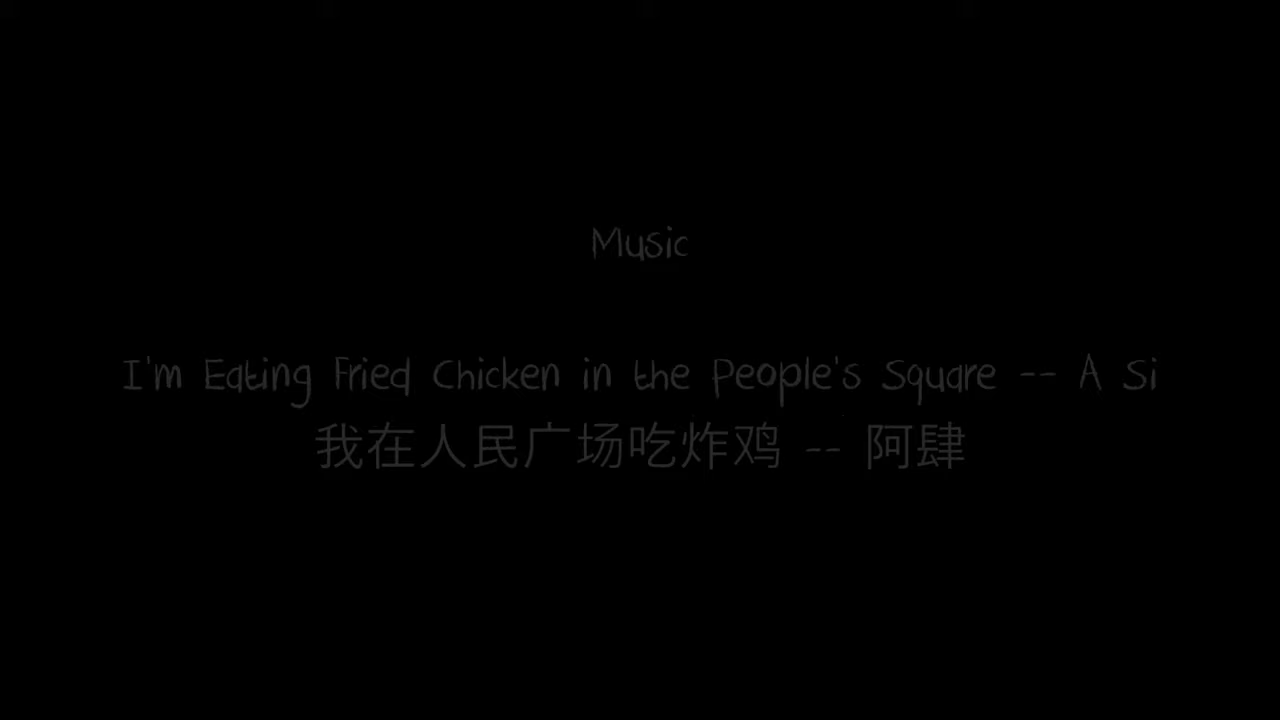 Music
I'm Eating Fried Chicken in the People's Square -- A Si
我在人民广场吃炸鸡 -- 阿肆